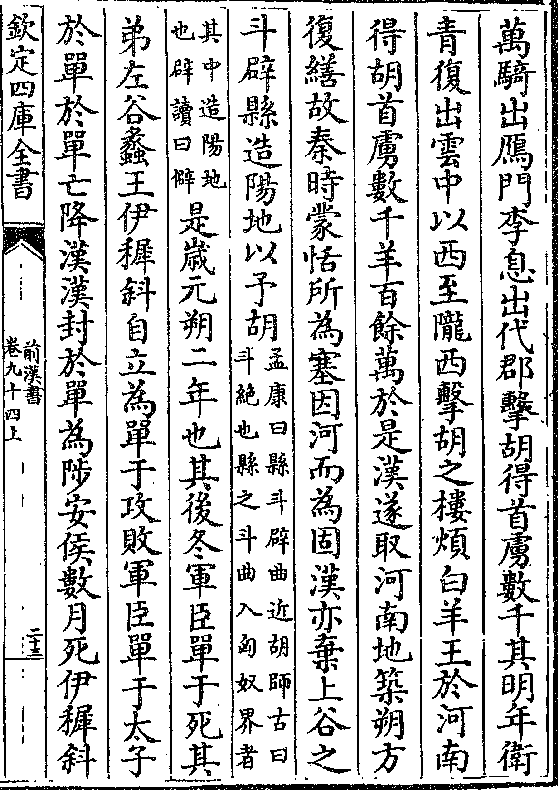 萬騎出鴈門李息出代郡擊胡得首虜數千其明年衛
青復出雲中以西至隴西擊胡之樓煩白羊王於河南
得胡首虜數千羊百餘萬於是漢遂取河南地築朔方
復繕故秦時蒙恬所為塞因河而為固漢亦棄上谷之
斗辟縣造陽地以予胡孟康曰縣斗辟曲近胡師古曰
斗絶也縣之斗曲入匈奴界者
其中造陽地
也辟讀曰僻
是嵗元朔二年也其後冬軍臣單于死其
弟左谷蠡王伊穉斜自立為單于攻敗軍臣單于太子
於單於單亡降漢漢封於單為陟安侯數月死伊穉斜
欽定四庫全書
前漢書
卷九十四上
二十三